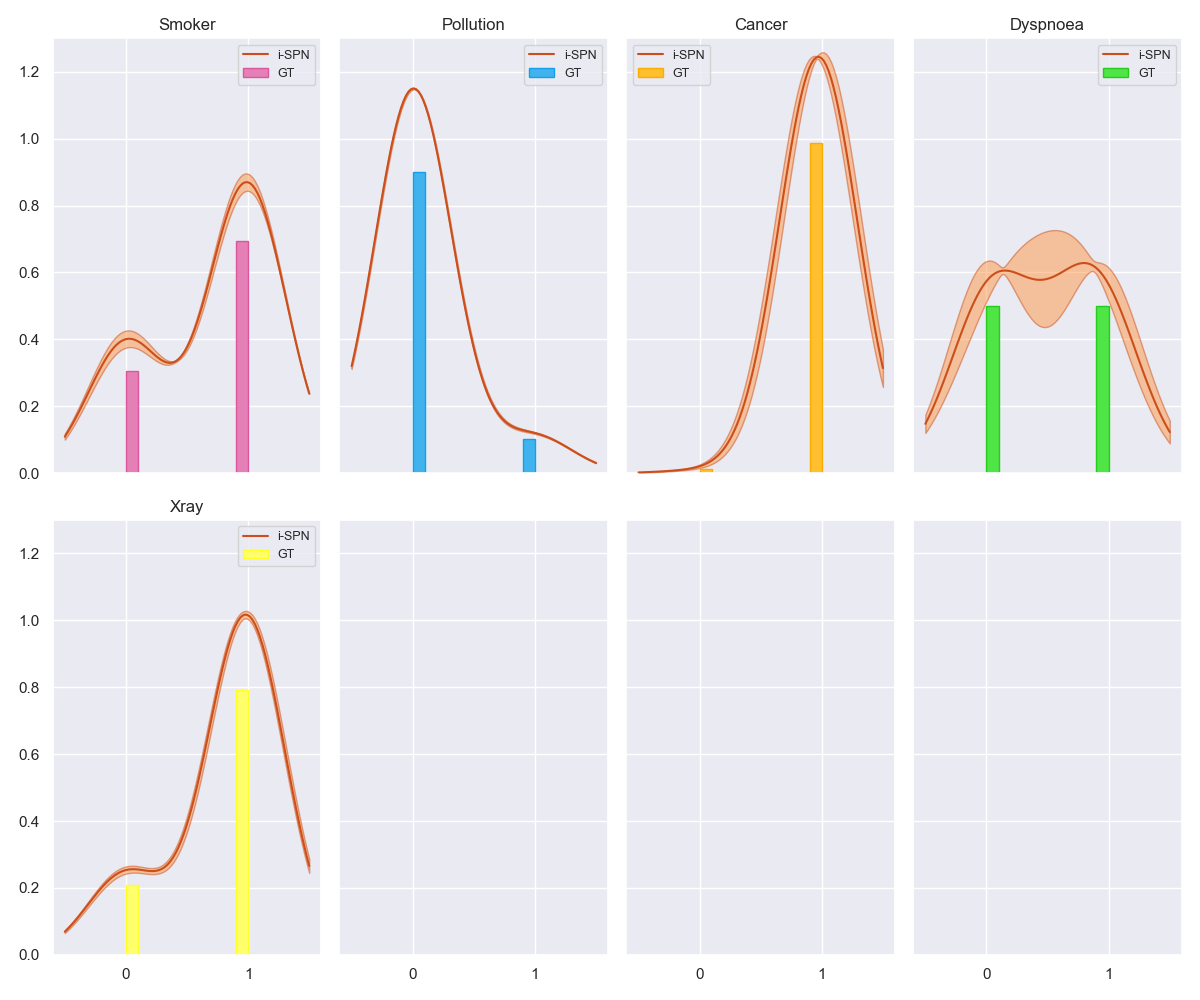 Smoker
Pollution
Cancer
Dyspnoea
i-SPN
GT
i-SPN
GT
i-SPN
GT
i-SPN
GT
1.2
1.0
0.8
0.6
0.4
0.2
0.0
Xray
i-SPN
GT
1.2
1.0
0.8
0.6
0.4
0.2
0.0
0 1 0 1 0 1 0 1